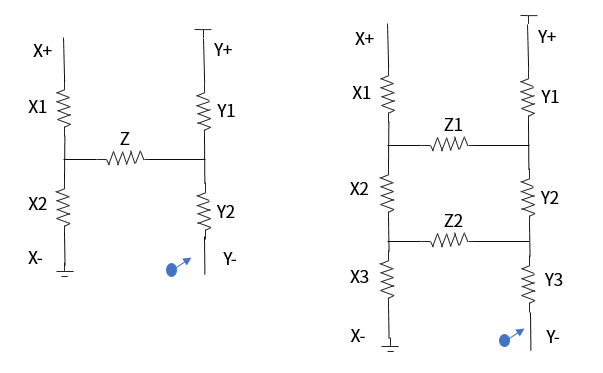 X+
Y+
X1
Y1
Z
X2
Y2
X-
Y-
X+
Y+
X1
Y1
Z1
X2
Y2
Z2
X3
Y3
X-
Y-